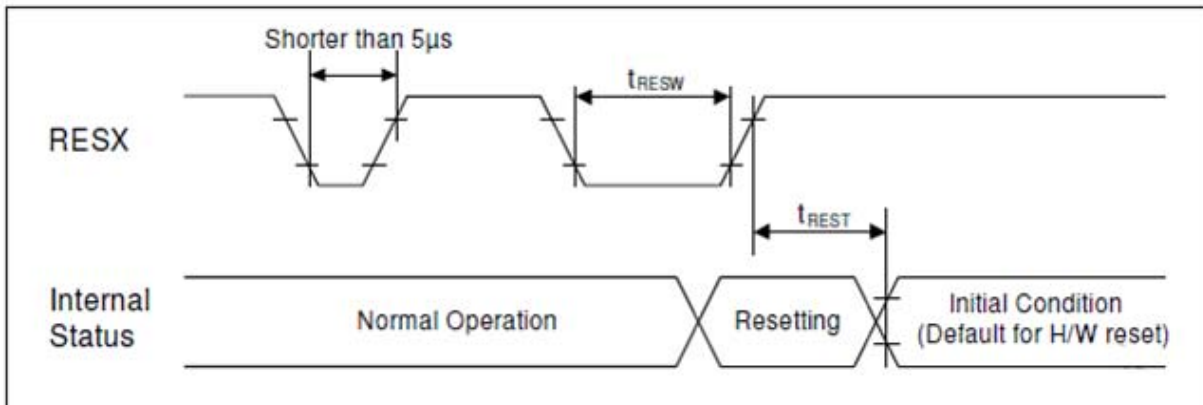 Shorter than 5µs
tRESW
RESX
tREST
Internal
Status
Normal Operation
Resetting
Initial Condition
(Default for H/W reset)